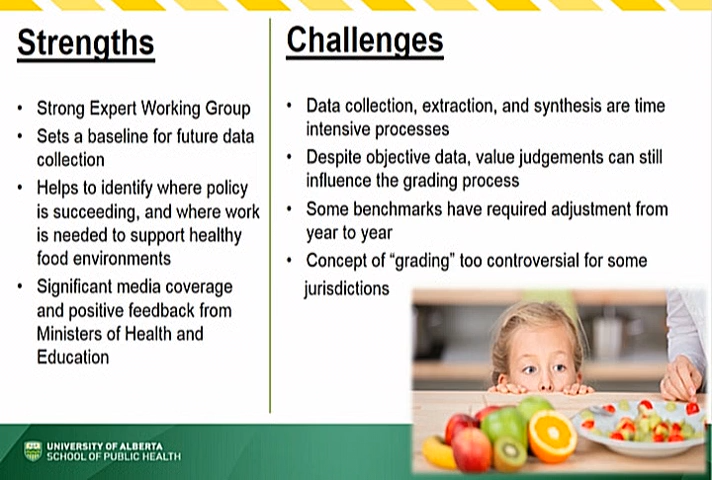 Strengths
• Strong Expert Working Group
• Sets a baseline for future data
collection
• Helps to identify where policy
is succeeding, and where work
is needed to support healthy
food environments
• Significant media coverage
and positive feedback from
Ministers of Health and
Education
Challenges
• Data collection, extraction, and synthesis are time
intensive processes
• Despite objective data, value judgements can still
influence the grading process
• Some benchmarks have required adjustment from
year to year
• Concept of “grading” too controversial for some
jurisdictions
UNIVERSITY OF ALBERTA
SCHOOL OF PUBLIC HEALTH